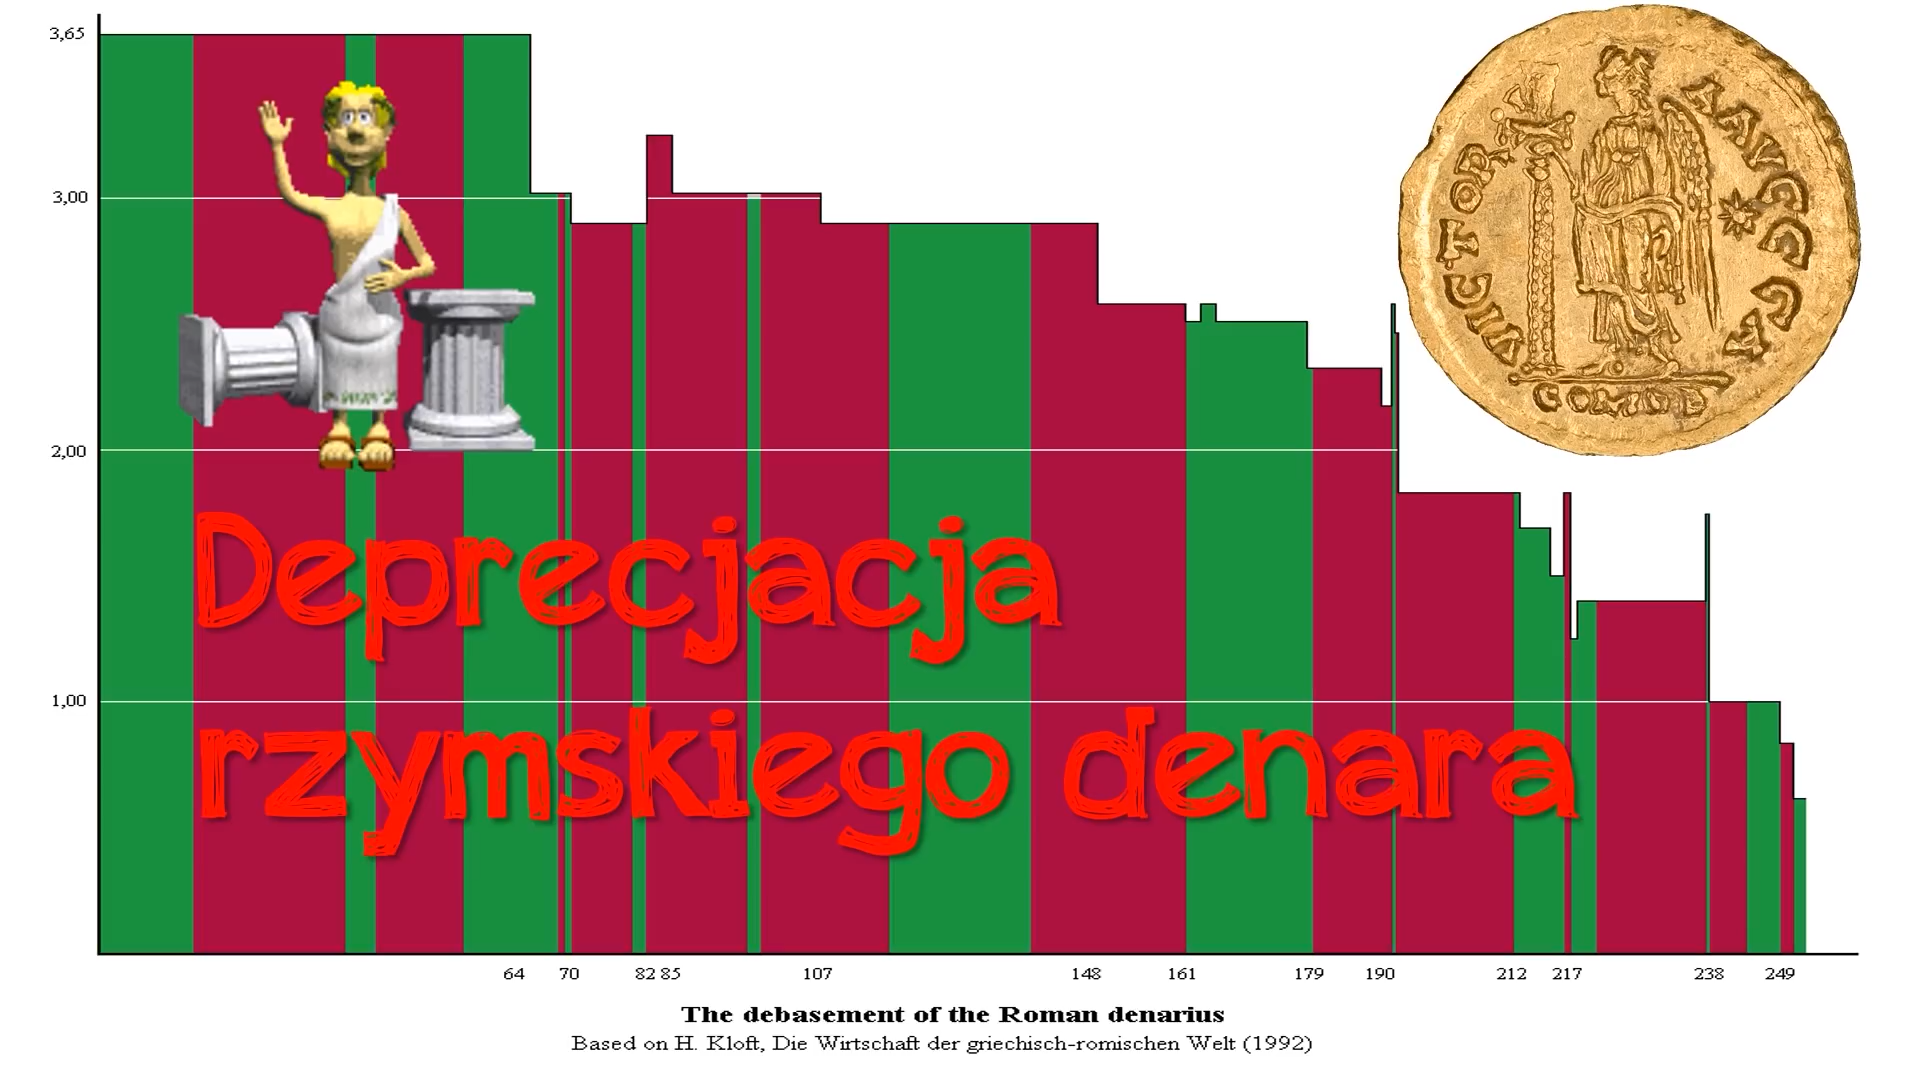 3,65
3,00
2,00
1,00
VICTORI
AAVGGGA
COMOB
Deprecjacja
rzymskiego denara
64 70 82 85 107 148 161 179 190 212 217 238 249
The debasement of the Roman denarius
Based on H. Kloft, Die Wirtschaft der griechisch-romischen Welt (1992)